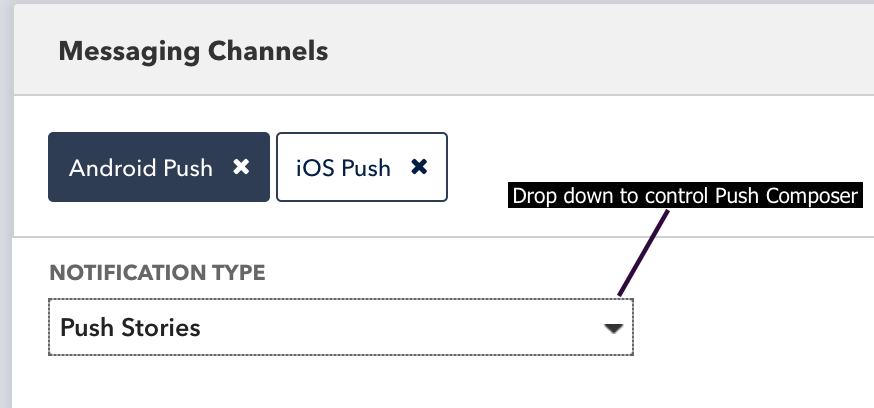 Messaging Channels
Android Push ✖ iOS Push ✖
Drop down to control Push Composer
NOTIFICATION TYPE
Push Stories